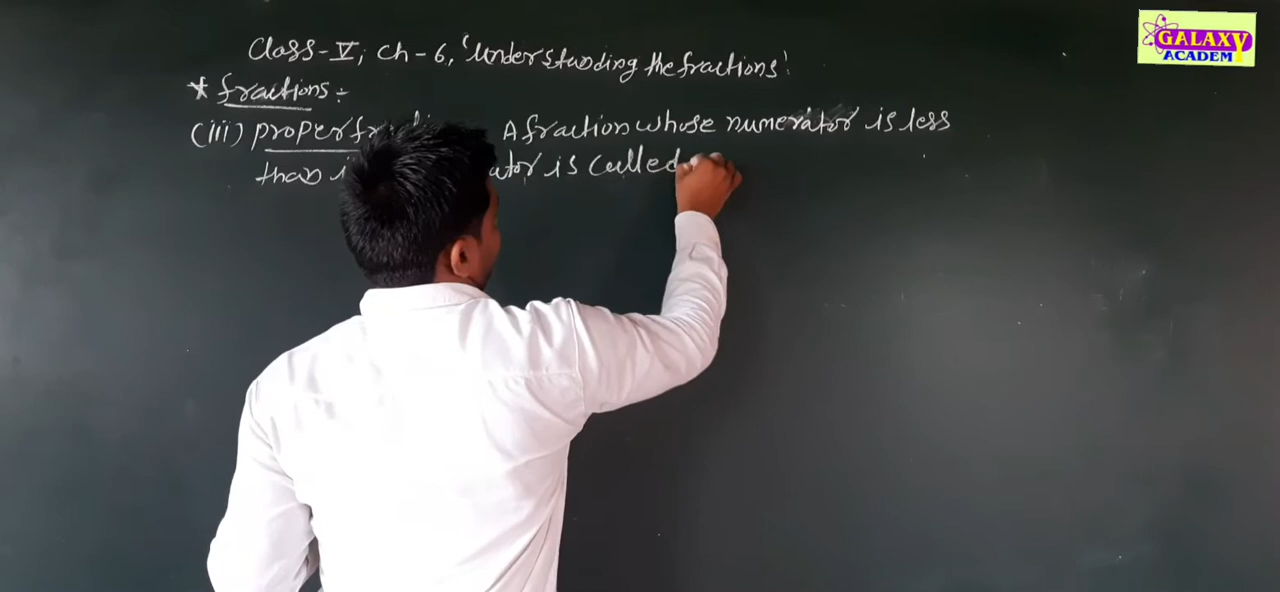 Class-V, Ch-6, 'Understanding the fractions'.
* fractions :-
(iii) proper A fraction whose numerator is less
than is called
GALAXY
ACADEM